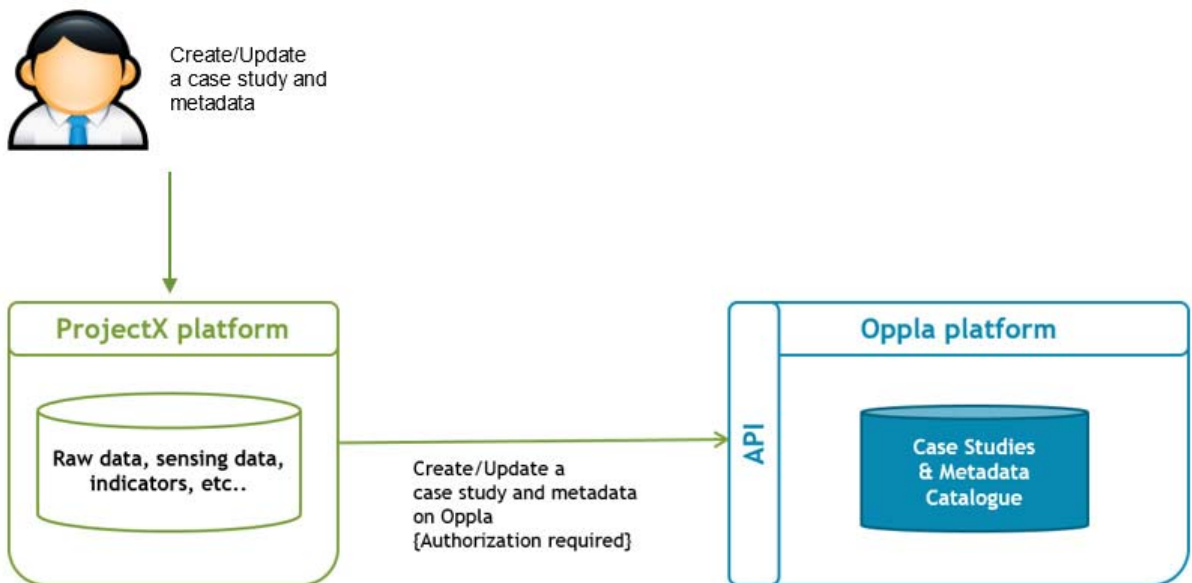 Create/Update
a case study and
metadata
ProjectX platform
Raw data, sensing data,
indicators, etc..
Create/Update a
case study and metadata
on Oppla
{Authorization required}
API
Oppla platform
Case Studies
& Metadata
Catalogue